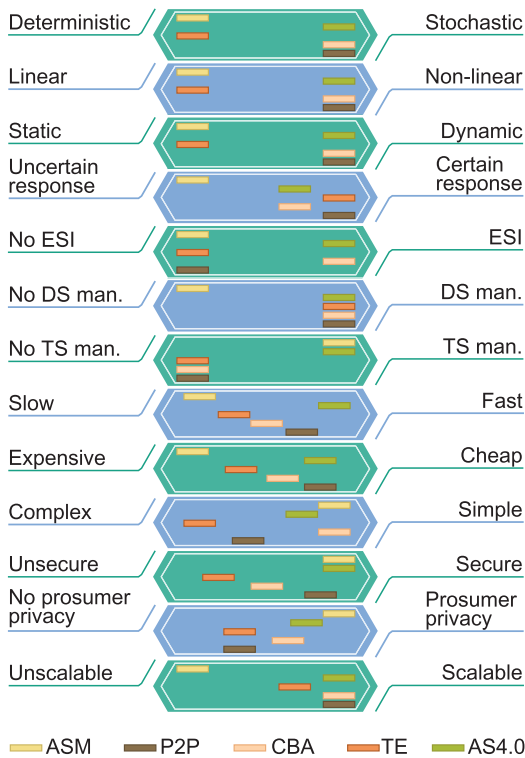 Deterministic
Stochastic
Linear
Non-linear
Static
Dynamic
Uncertain
response
Certain
response
No ESI
ESI
No DS man.
DS man.
No TS man.
TS man.
Slow
Fast
Expensive
Cheap
Complex
Simple
Unsecure
Secure
No prosumer
privacy
Prosumer
privacy
Unscalable
Scalable
ASM P2P CBA TE AS4.0